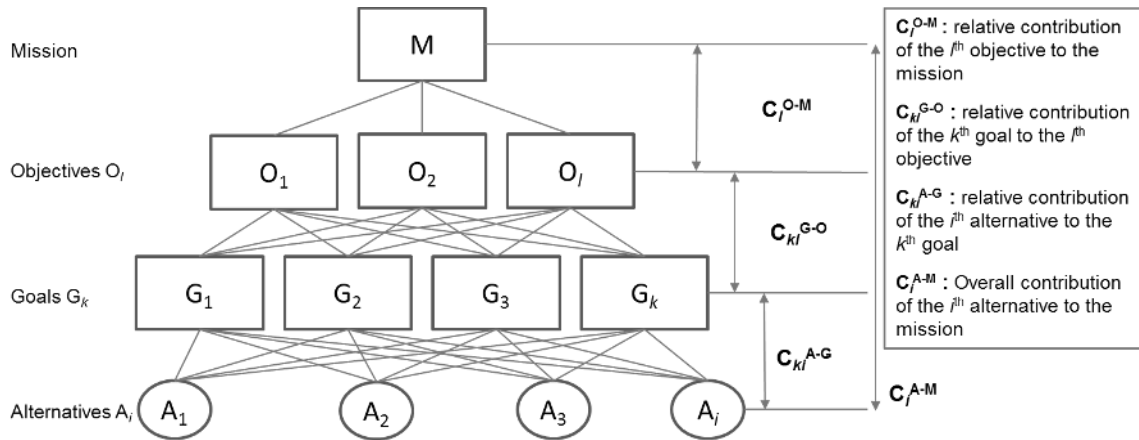 Mission
M
C_l^O-M
Objectives O_l
O_1
O_2
O_l
C_kl^G-O
Goals G_k
G_1
G_2
G_3
G_k
C_ki^A-G
Alternatives A_i
A_1
A_2
A_3
A_i
C_i^A-M
C_l^O-M : relative contribution
of the l^th objective to the
mission
C_kl^G-O : relative contribution
of the k^th goal to the l^th
objective
C_ki^A-G : relative contribution
of the i^th alternative to the
k^th goal
C_i^A-M : Overall contribution
of the i^th alternative to the
mission